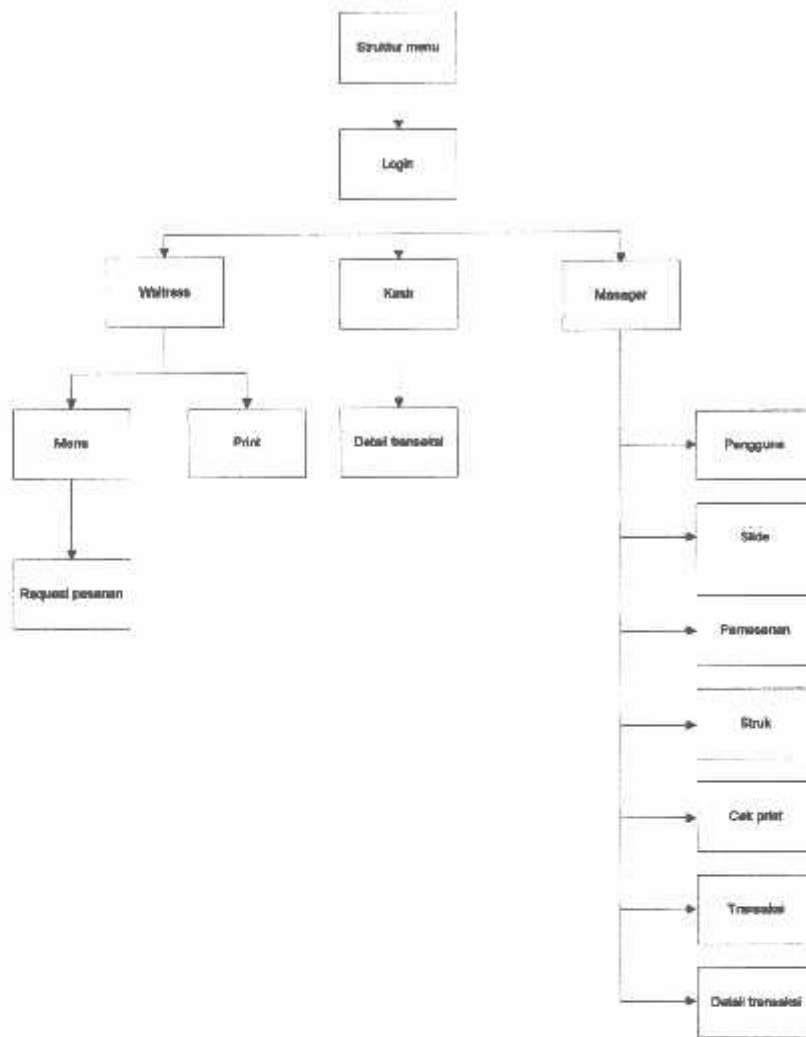 Struktur menu
Login
Waitress
Kasir
Manager
Menu
Print
Detail transaksi
Pengguna
Slide
Request pesanan
Pemesanan
Struk
Cek print
Transaksi
Detail transaksi